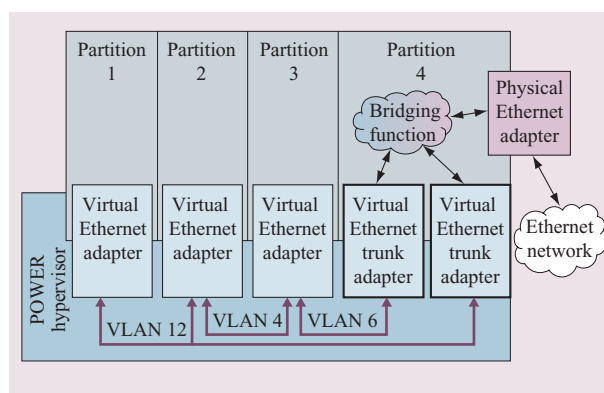 Partition
1
Partition
2
Partition
3
Partition
4
Bridging
function
Physical
Ethernet
adapter
Virtual
Ethernet
adapter
Virtual
Ethernet
adapter
Virtual
Ethernet
adapter
Virtual
Ethernet
trunk
adapter
Virtual
Ethernet
trunk
adapter
Ethernet
network
POWER
hypervisor
VLAN 12
VLAN 4
VLAN 6